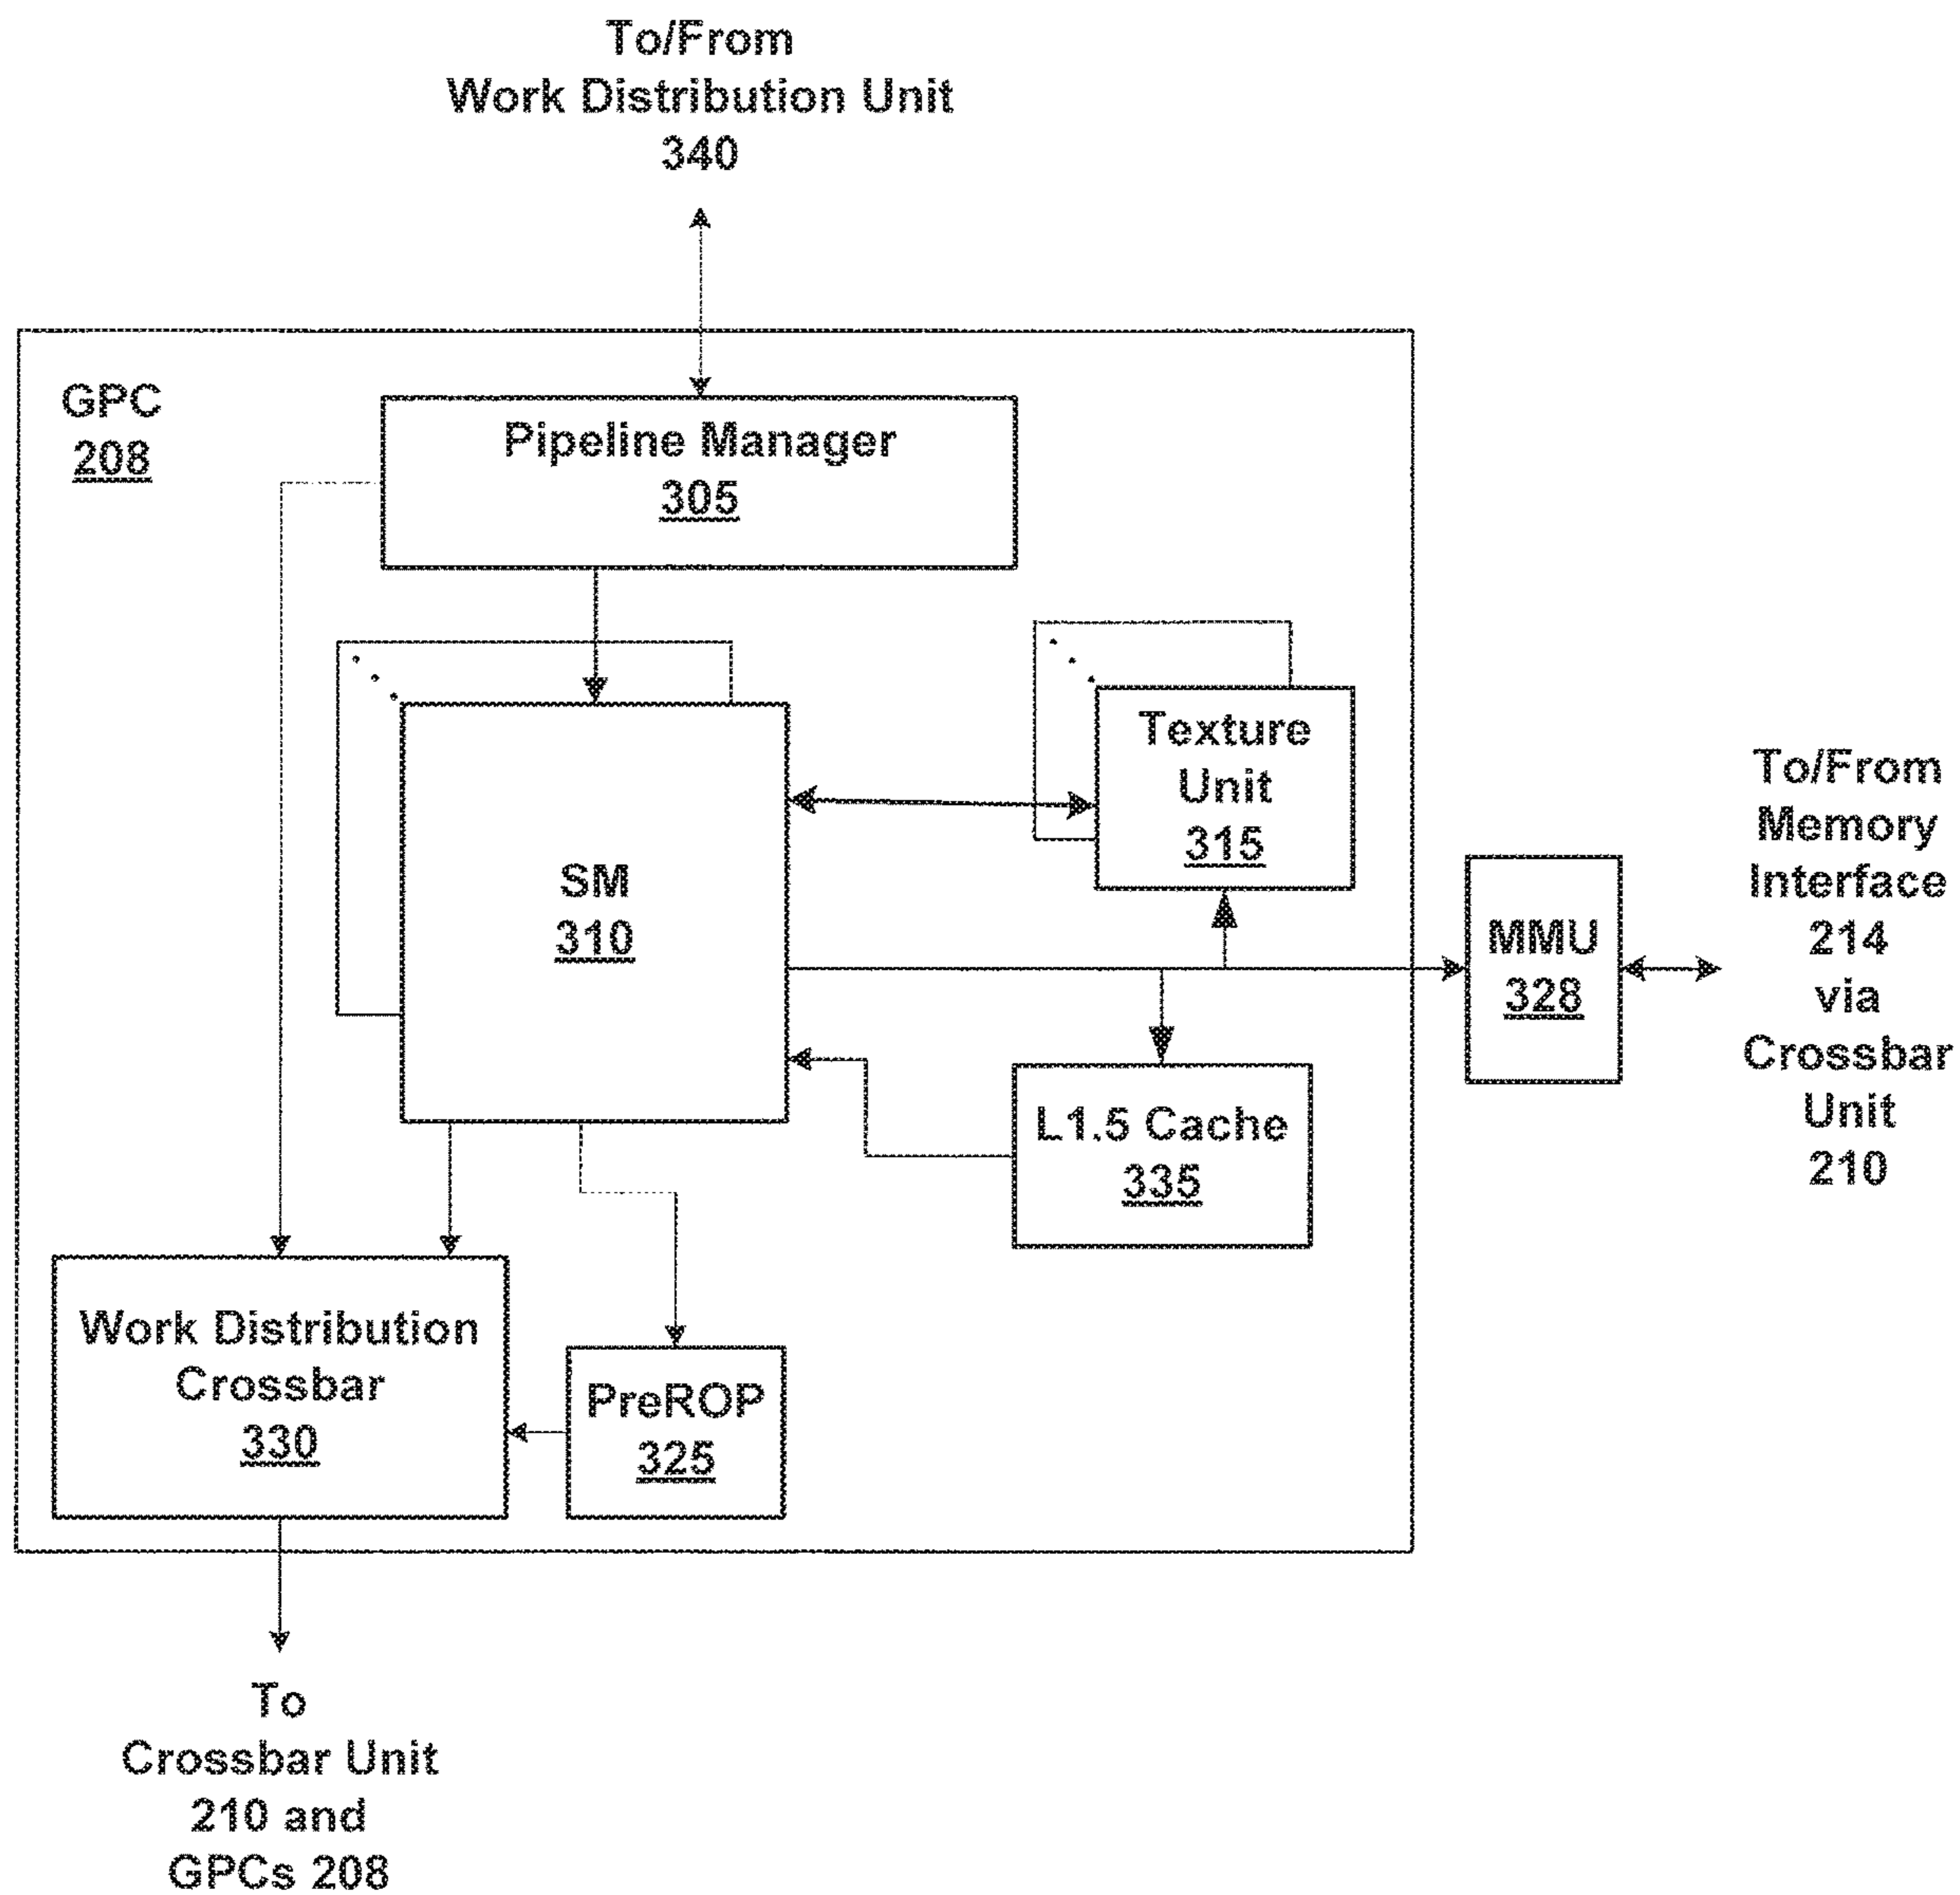 To/From
Work Distribution Unit
340
GPC
208
Pipeline Manager
305
Texture
Unit
315
SM
310
MMU
328
To/From
Memory
Interface
214
via
Crossbar
Unit
210
L1.5 Cache
335
Work Distribution
Crossbar
330
PreROP
325
To
Crossbar Unit
210 and
GPCs 208